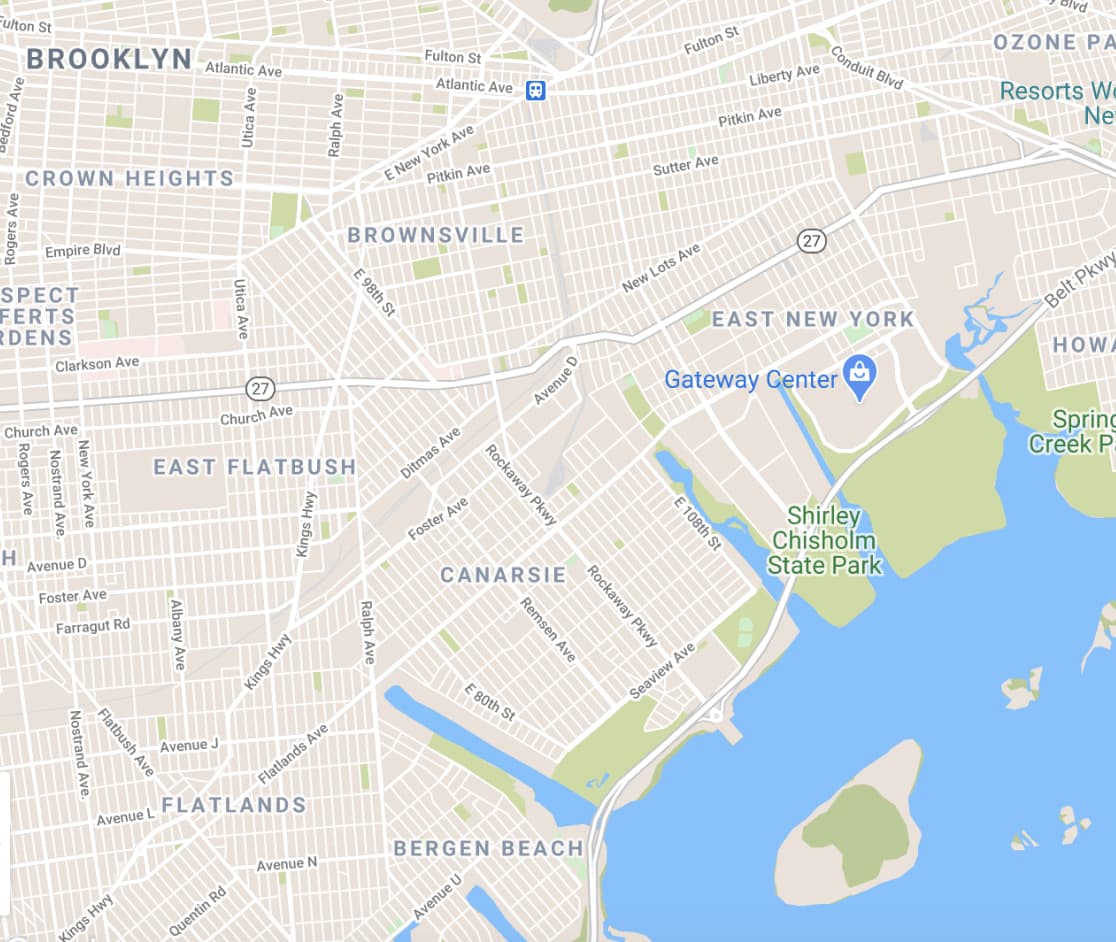 Fulton St
BROOKLYN
Atlantic Ave
Fulton St
Atlantic Ave
Fulton St
Liberty Ave
Conduit Blvd
Blvd
OZONE PA
Resorts Wo
Ne
Bedford Ave
Utica Ave
Ralph Ave
E New York Ave
Pitkin Ave
Pitkin Ave
Sutter Ave
CROWN HEIGHTS
Rogers Ave
Empire Blvd
BROWNSVILLE
E 98th St
New Lots Ave
27
Belt Pkwy
SPECT
FERTS
RDENS
Utica Ave
EAST NEW YORK
HOWA
Clarkson Ave
27
Avenue D
Gateway Center
Church Ave
Church Ave
Spring
Creek Pa
Rogers Ave
Nostrand Ave.
New York Ave
EAST FLATBUSH
Ditmas Ave
Rockaway Pkwy
Kings Hwy
Foster Ave
E 108th St
Shirley
Chisholm
State Park
H
Avenue D
CANARSIE
Rockaway Pkwy
Foster Ave
Farragut Rd
Albany Ave
Ralph Ave
Remsen Ave
Kings Hwy
Seaview Ave
E 80th St
Nostrand Ave.
Flatbush Ave
Avenue J
Flatlands Ave
FLATLANDS
Avenue L
BERGEN BEACH
Avenue N
Avenue U
Quentin Rd
Kings Hwy